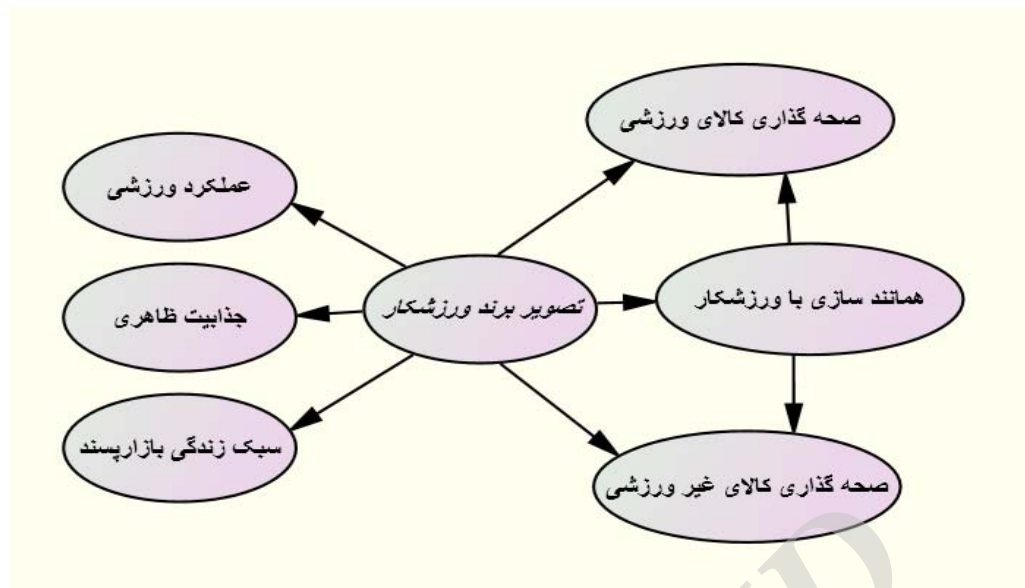 صحه گذاری کالای ورزشی
عملکرد ورزشی
همانند سازی با ورزشکار
تصویر برند ورزشکار
جذابیت ظاهری
سبک زندگی بازارپسند
صحه گذاری کالای غیر ورزشی